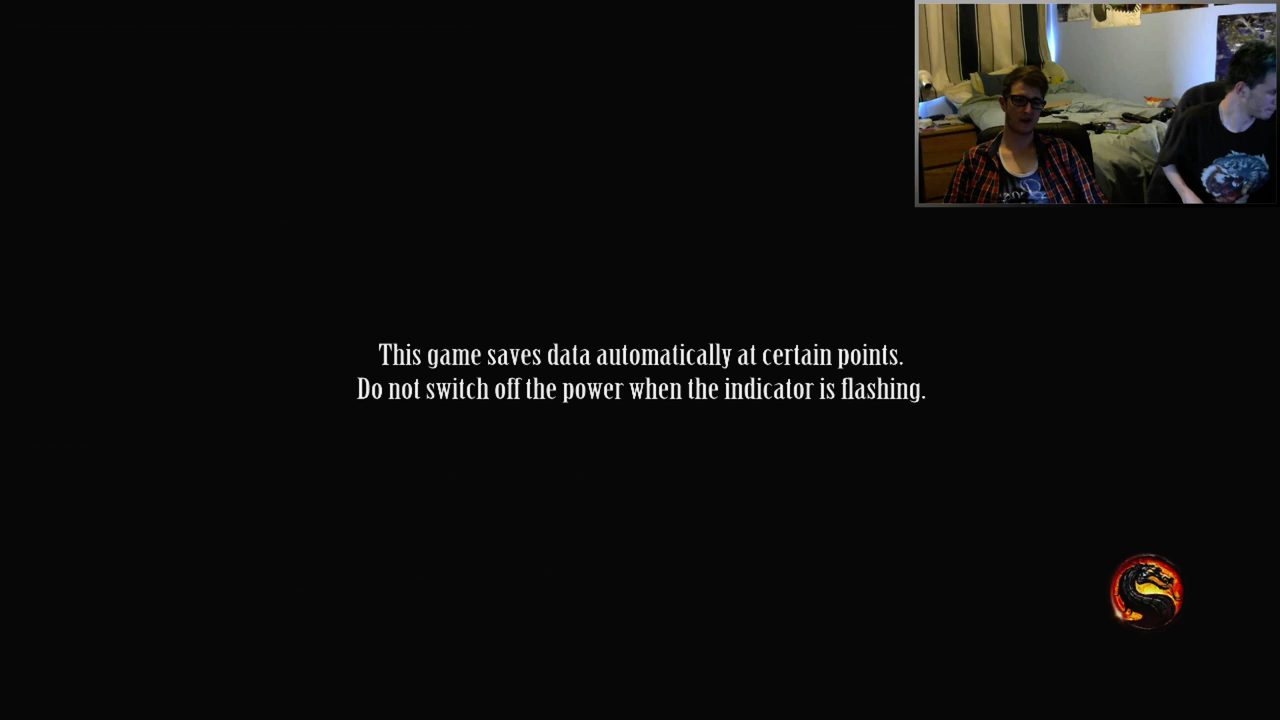 This game saves data automatically at certain points.
Do not switch off the power when the indicator is flashing.